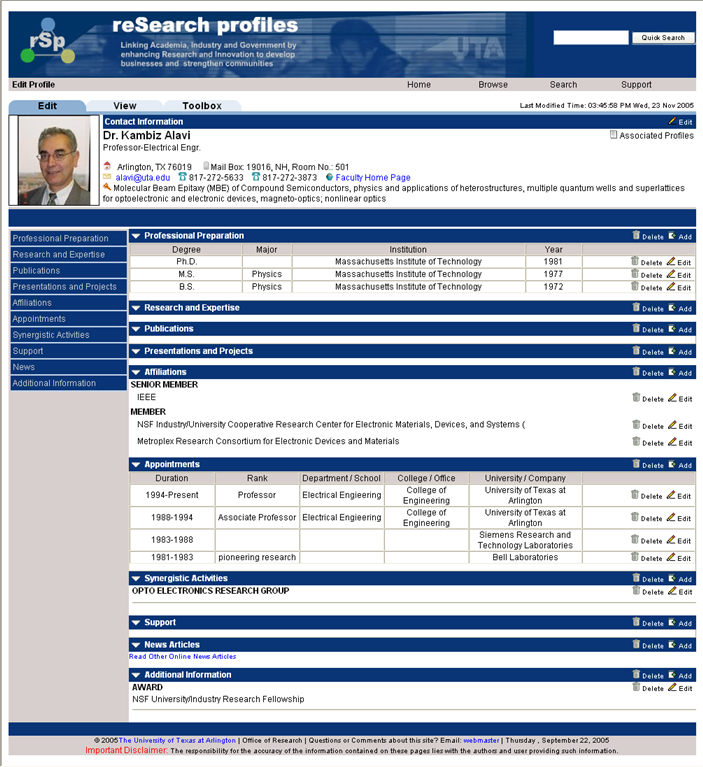 rSp
reSearch profiles
Linking Academia, Industry and Government by
enhancing Research and Innovation to develop
businesses and strengthen communities
UTA
Quick Search
Edit Profile Home Browse Search Support
Edit View Toolbox Last Modified Time: 03:45:58 PM Wed, 23 Nov 2005
Contact Information Edit
Dr. Kambiz Alavi Associated Profiles
Professor-Electrical Engr.
Arlington, TX 76019 Mail Box: 19016, NH, Room No.: 501
alavi@uta.edu 817-272-5633 817-272-3873 Faculty Home Page
Molecular Beam Epitaxy (MBE) of Compound Semiconductors, physics and applications of heterostructures, multiple quantum wells and superlattices
for optoelectronic and electronic devices, magneto-optics; nonlinear optics
Professional Preparation
Research and Expertise
Publications
Presentations and Projects
Affiliations
Appointments
Synergistic Activities
Support
News
Additional Information
Professional Preparation Delete Add
Degree Major Institution Year
Ph.D. Massachusetts Institute of Technology 1981 Delete Edit
M.S. Physics Massachusetts Institute of Technology 1977 Delete Edit
B.S. Physics Massachusetts Institute of Technology 1972 Delete Edit
Research and Expertise Delete Add
Publications Delete Add
Presentations and Projects Delete Add
Affiliations Delete Add
SENIOR MEMBER
IEEE Delete Edit
MEMBER
NSF Industry/University Cooperative Research Center for Electronic Materials, Devices, and Systems ( Delete Edit
Metroplex Research Consortium for Electronic Devices and Materials Delete Edit
Appointments Delete Add
Duration Rank Department / School College / Office University / Company
1994-Present Professor Electrical Engieering College of Engineering University of Texas at Arlington Delete Edit
1988-1994 Associate Professor Electrical Engieering College of Engineering University of Texas at Arlington Delete Edit
1983-1988 Siemens Research and Technology Laboratories Delete Edit
1981-1983 pioneering research Bell Laboratories Delete Edit
Synergistic Activities Delete Add
OPTO ELECTRONICS RESEARCH GROUP Delete Edit
Support Delete Add
News Articles Delete Add
Read Other Online News Articles
Additional Information Delete Add
AWARD Delete Edit
NSF University/Industry Research Fellowship
© 2005 The University of Texas at Arlington | Office of Research | Questions or Comments about this site? Email: webmaster | Thursday , September 22, 2005
Important Disclaimer: The responsibility for the accuracy of the information contained on these pages lies with the authors and user providing such information.